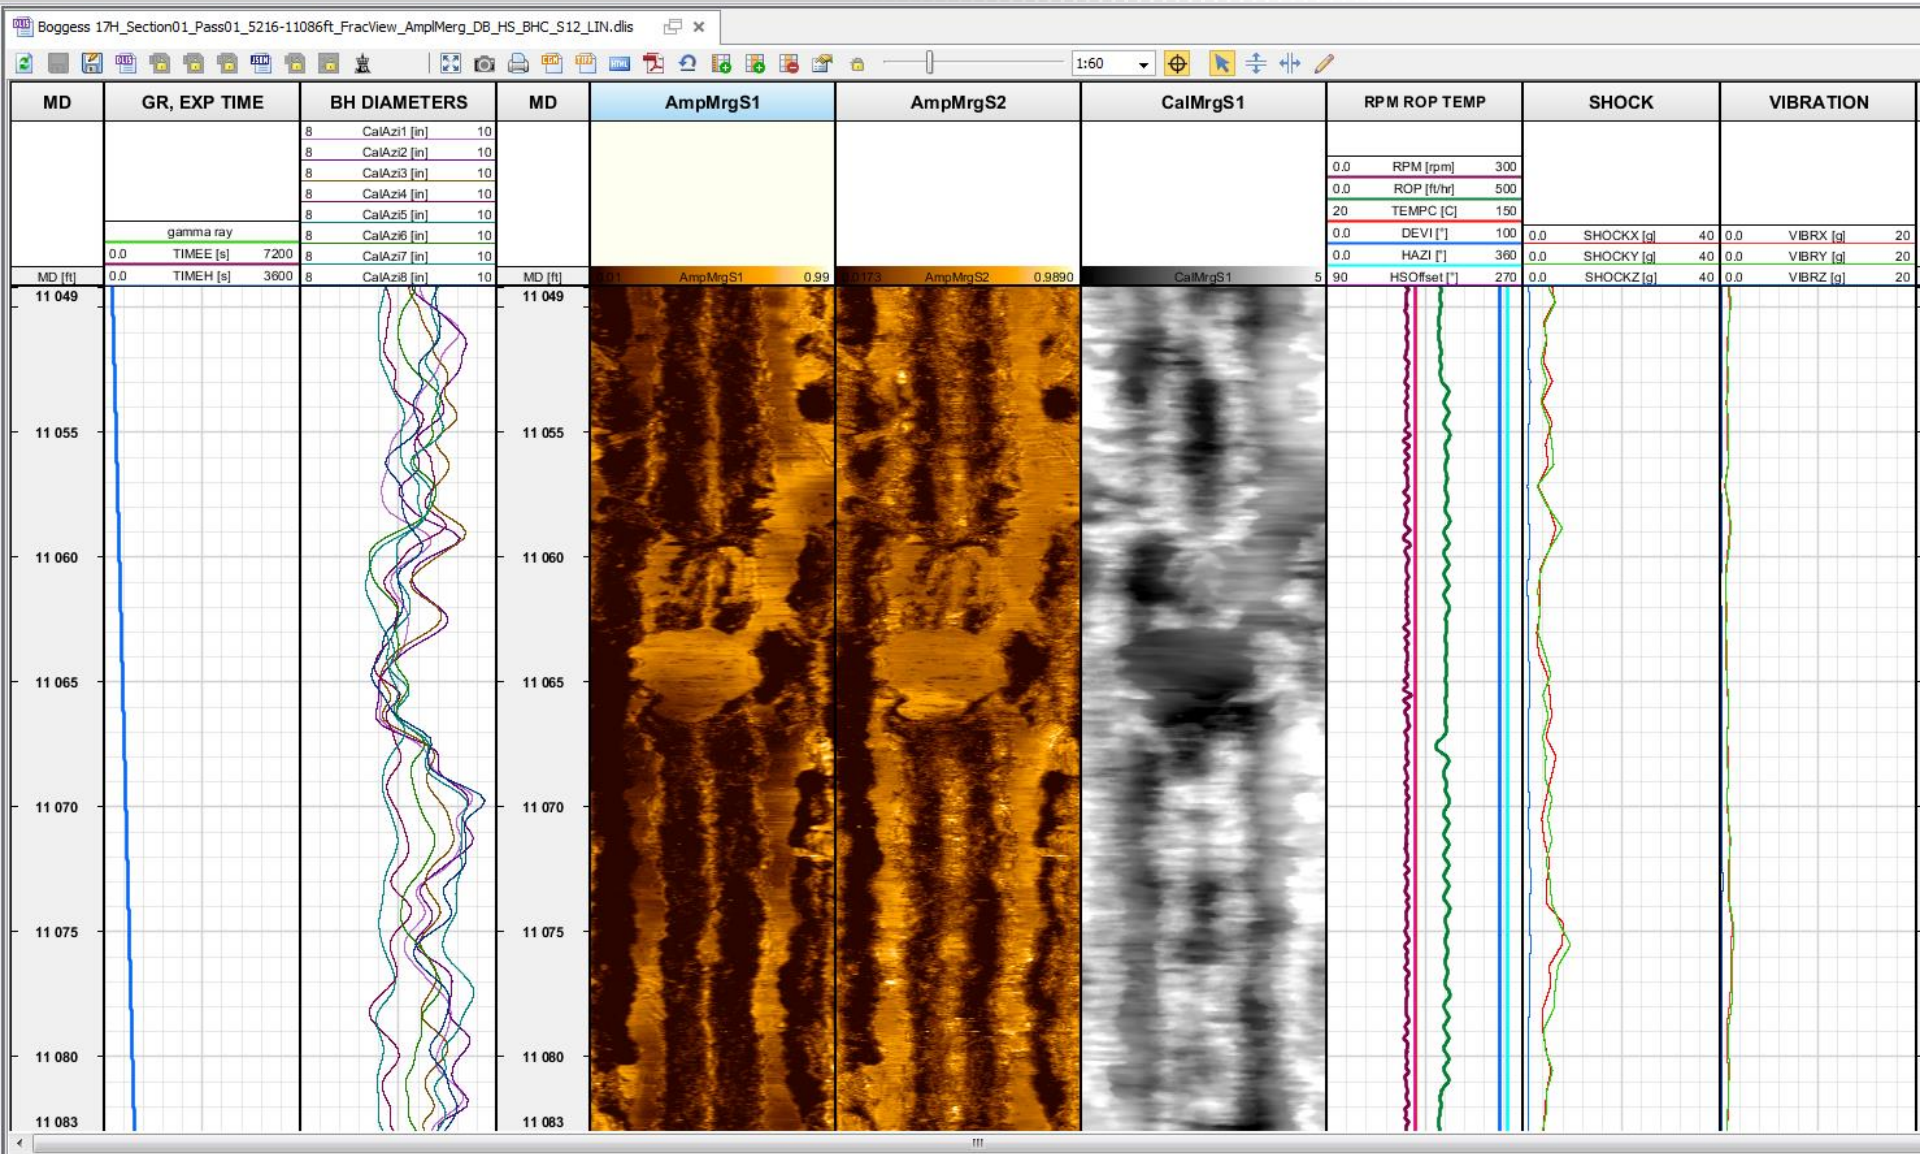 Boggess 17H_Section01_Pass01_5216-11086ft_FracView_AmplMerg_DB_HS_BHC_S12_LIN.dlis
1:60
MD GR, EXP TIME BH DIAMETERS MD AmpMrgS1 AmpMrgS2 CalMrgS1 RPM ROP TEMP SHOCK VIBRATION
8 CalAzi1 [in] 10
8 CalAzi2 [in] 10
8 CalAzi3 [in] 10
8 CalAzi4 [in] 10
8 CalAzi5 [in] 10
8 CalAzi6 [in] 10
8 CalAzi7 [in] 10
8 CalAzi8 [in] 10
gamma ray
0.0 TIMEE [s] 7200
0.0 TIMEH [s] 3600
0.0 RPM [rpm] 300
0.0 ROP [ft/hr] 500
20 TEMPC [C] 150
0.0 DEVI [°] 100
0.0 HAZI [°] 360
90 HSOffset [°] 270
0.0 SHOCKX [g] 40
0.0 SHOCKY [g] 40
0.0 SHOCKZ [g] 40
0.0 VIBRX [g] 20
0.0 VIBRY [g] 20
0.0 VIBRZ [g] 20
MD [ft]
MD [ft]
AmpMrgS1 0.99
AmpMrgS2 0.9890
CalMrgS1 5
11 049 11 049
11 055 11 055
11 060 11 060
11 065 11 065
11 070 11 070
11 075 11 075
11 080 11 080
11 083 11 083